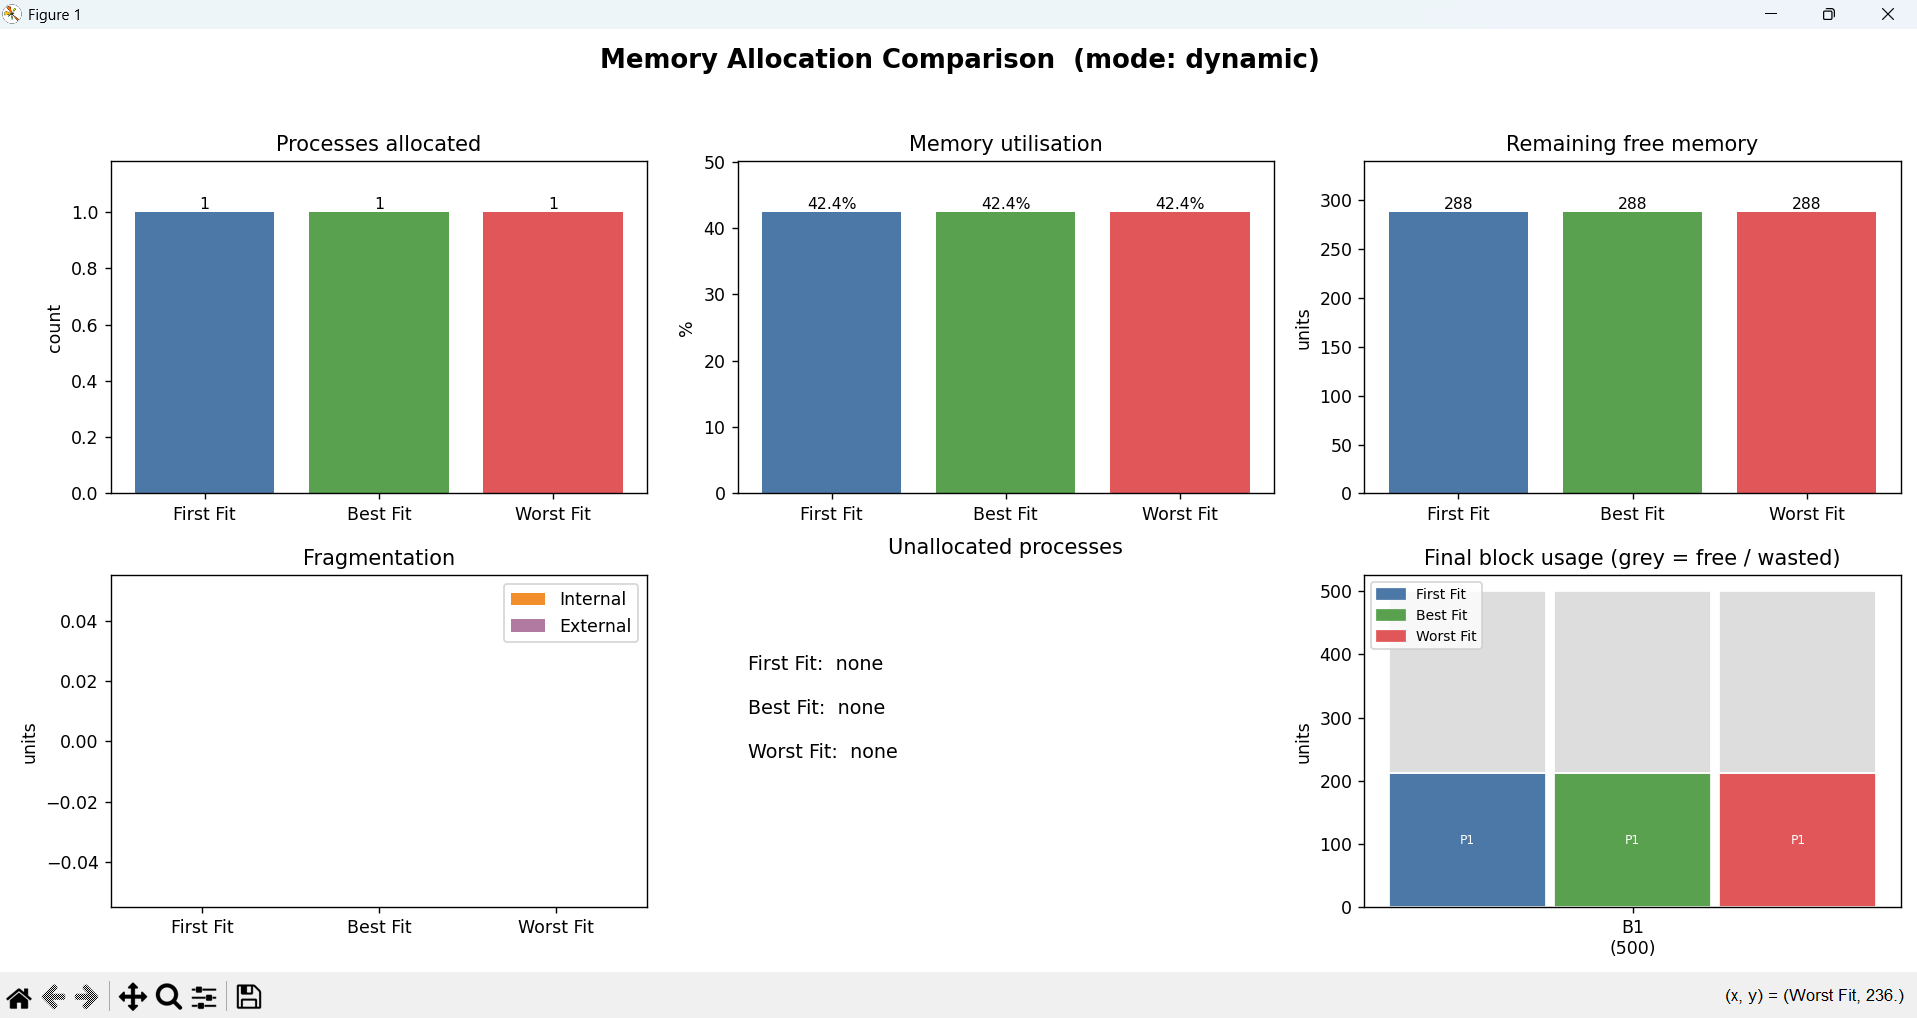 Figure 1
Memory Allocation Comparison  (mode: dynamic)
Processes allocated
count
1.0
0.8
0.6
0.4
0.2
0.0
1
1
1
First Fit
Best Fit
Worst Fit
Memory utilisation
%
50
40
30
20
10
0
42.4%
42.4%
42.4%
First Fit
Best Fit
Worst Fit
Remaining free memory
units
300
250
200
150
100
50
0
288
288
288
First Fit
Best Fit
Worst Fit
Fragmentation
units
0.04
0.02
0.00
−0.02
−0.04
Internal
External
First Fit
Best Fit
Worst Fit
Unallocated processes
First Fit:  none
Best Fit:  none
Worst Fit:  none
Final block usage (grey = free / wasted)
units
500
400
300
200
100
0
First Fit
Best Fit
Worst Fit
P1
P1
P1
B1
(500)
(x, y) = (Worst Fit, 236.)